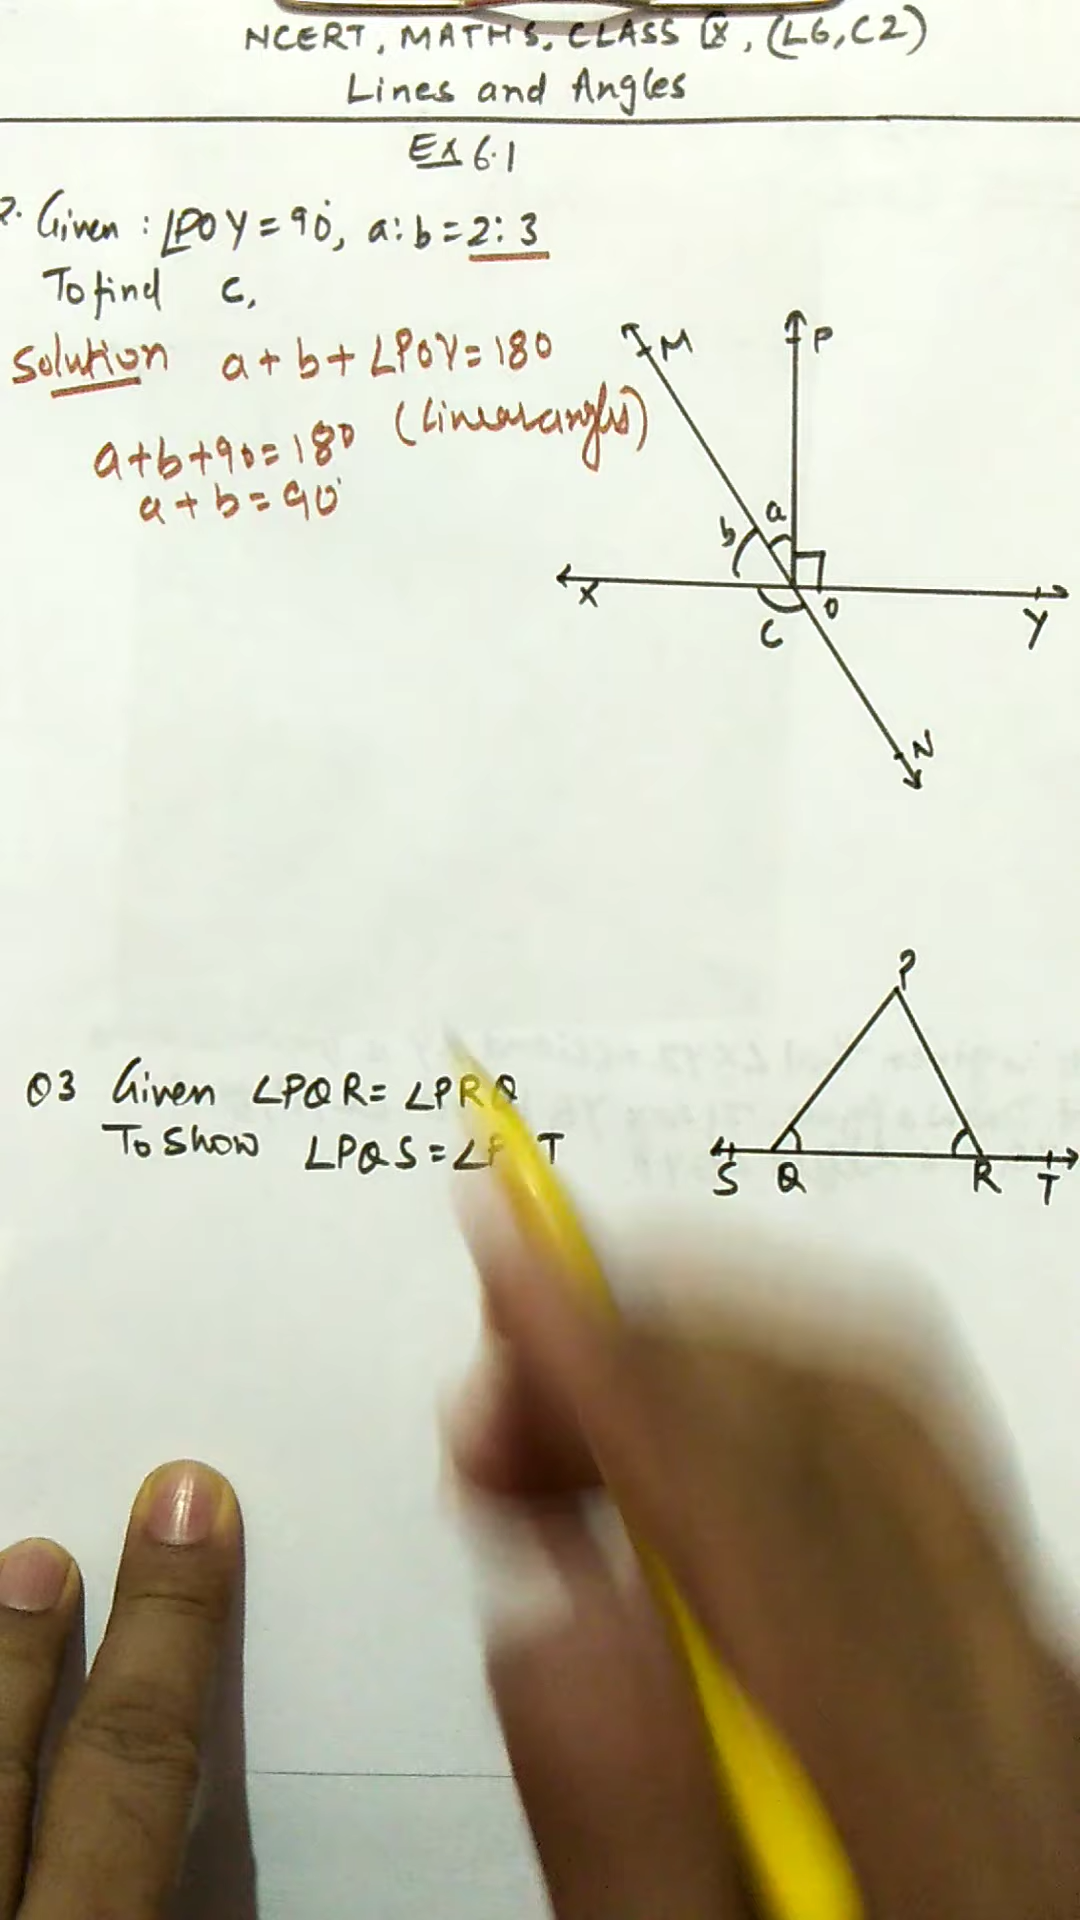 NCERT, MATHS, CLASS IX, (L6,C2)
Lines and Angles
Ex 6.1
2. Given : ∠POY = 90°, a:b = 2:3
To find c,
Solution a + b + ∠POY = 180
(Linear angles)
a+b+90=180
a + b = 90°
M
P
a
b
X
O
Y
C
N
P
Q3 Given ∠PQR = ∠PRQ
To show ∠PQS = ∠P T
S Q R T